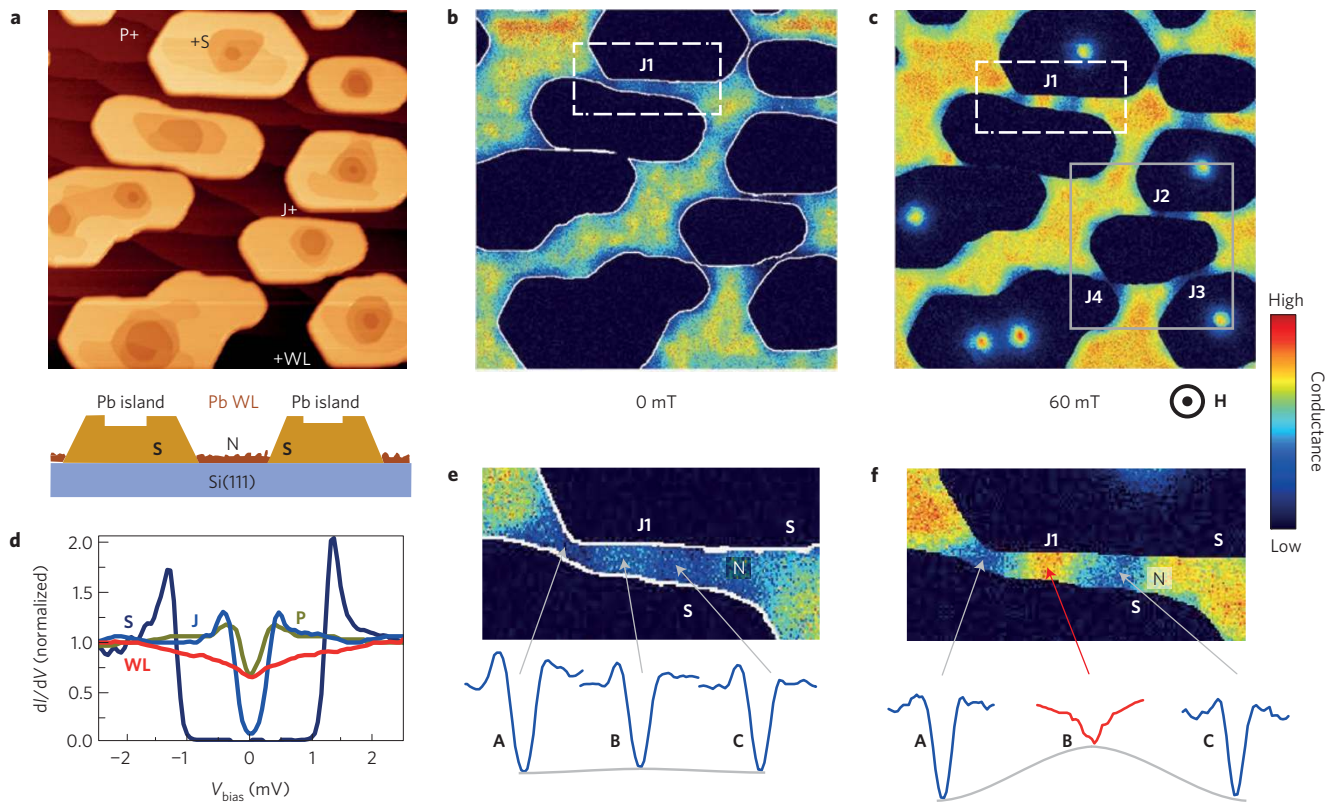 a
P+
+S
J+
+WL
b
J1
0 mT
c
J1
J2
J3
J4
60 mT
H
High
Conductance
Low
Pb island
Pb WL
Pb island
S
N
S
Si(111)
d
dI/dV (normalized)
2.0
1.5
1.0
0.5
0.0
S
J
P
WL
−2
−1
0
1
2
V_bias (mV)
e
J1
S
N
S
A
B
C
f
J1
S
N
S
A
B
C